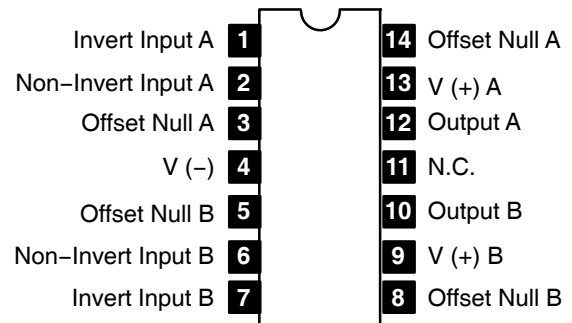 Invert Input A 1 14 Offset Null A
Non−Invert Input A 2 13 V (+) A
Offset Null A 3 12 Output A
V (−) 4 11 N.C.
Offset Null B 5 10 Output B
Non−Invert Input B 6 9 V (+) B
Invert Input B 7 8 Offset Null B